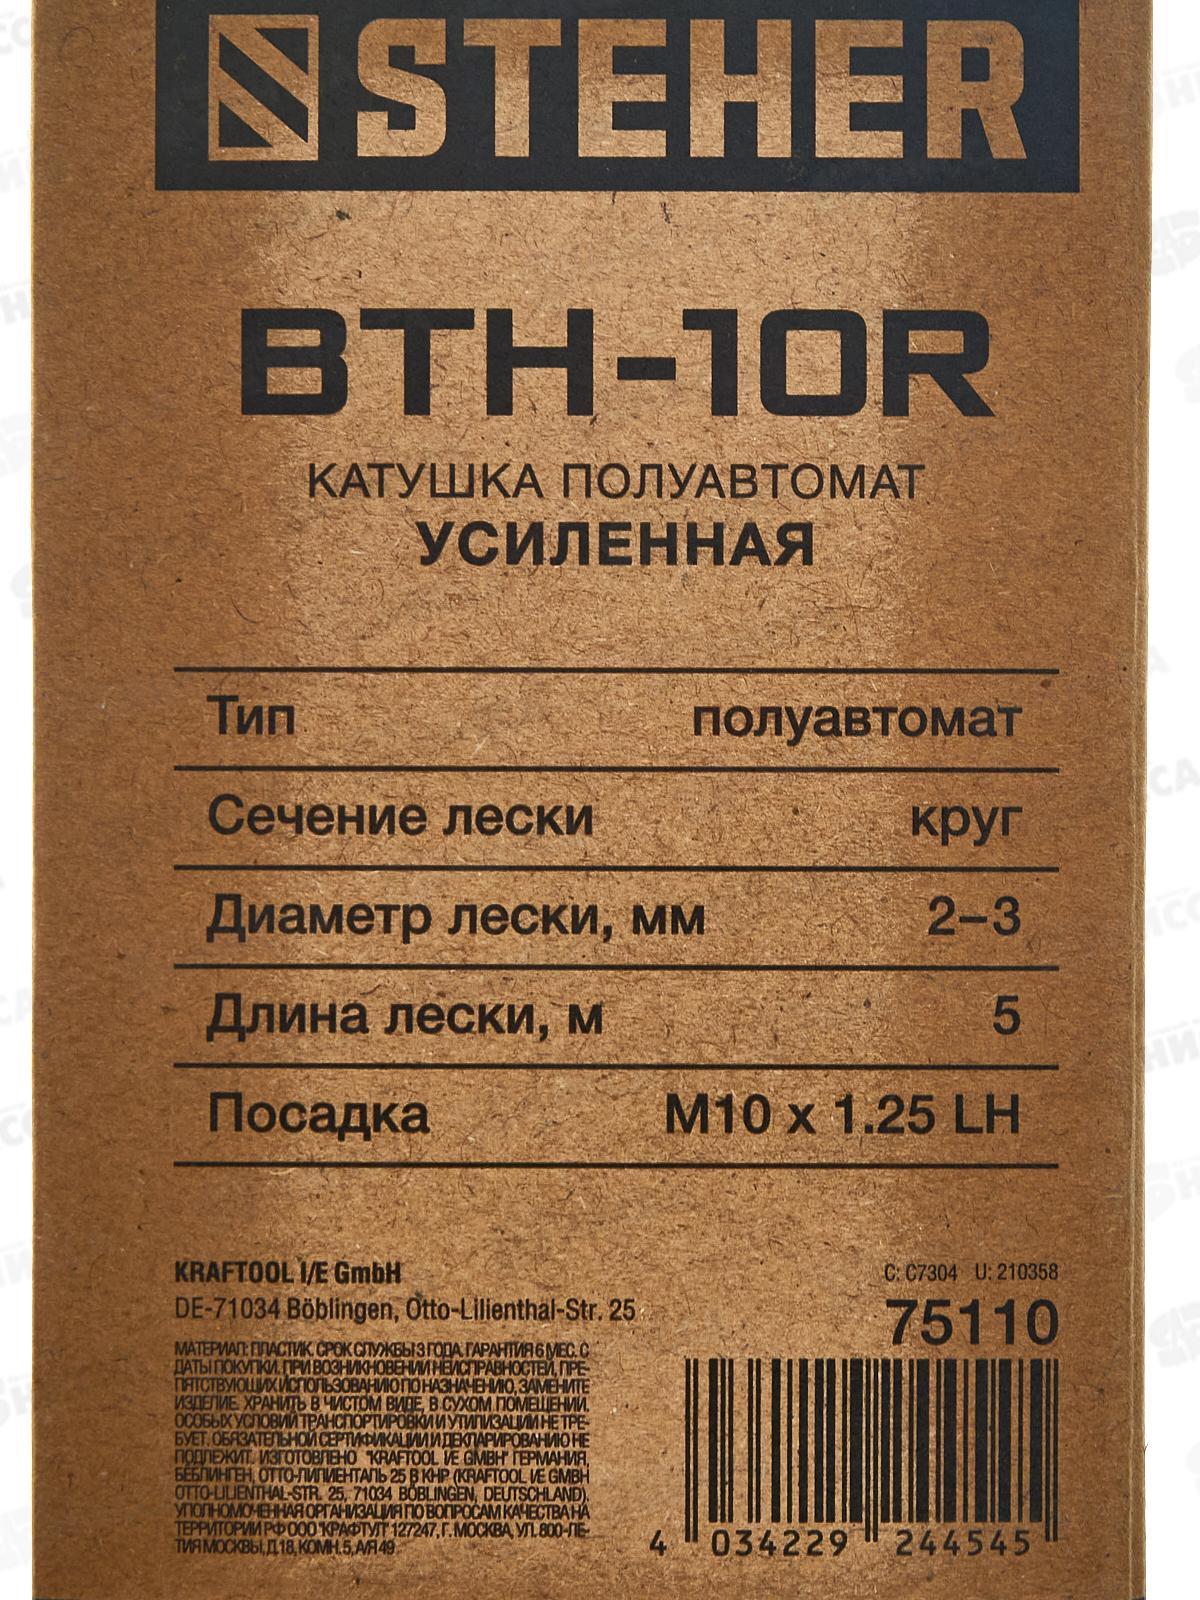 STEHER
BTH-10R
КАТУШКА ПОЛУАВТОМАТ
УСИЛЕННАЯ
Тип полуавтомат
Сечение лески круг
Диаметр лески, мм 2–3
Длина лески, м 5
Посадка M10 x 1.25 LH
KRAFTOOL I/E GmbH
DE-71034 Böblingen, Otto-Lilienthal-Str. 25
C: C7304 U: 210358
75110
МАТЕРИАЛ: ПЛАСТИК. СРОК СЛУЖБЫ 3 ГОДА. ГАРАНТИЯ 6 МЕС. С
ДАТЫ ПОКУПКИ. ПРИ ВОЗНИКНОВЕНИИ НЕИСПРАВНОСТЕЙ, ПРЕ-
ПЯТСТВУЮЩИХ ИСПОЛЬЗОВАНИЮ ПО НАЗНАЧЕНИЮ, ЗАМЕНИТЕ
ИЗДЕЛИЕ. ХРАНИТЬ В ЧИСТОМ ВИДЕ, В СУХОМ ПОМЕЩЕНИИ.
ОСОБЫХ УСЛОВИЙ ТРАНСПОРТИРОВКИ И УТИЛИЗАЦИИ НЕ ТРЕ-
БУЕТ. ОБЯЗАТЕЛЬНОЙ СЕРТИФИКАЦИИ И ДЕКЛАРИРОВАНИЮ НЕ
ПОДЛЕЖИТ. ИЗГОТОВЛЕНО "KRAFTOOL I/E GMBH" ГЕРМАНИЯ,
БЁБЛИНГЕН, ОТТО-ЛИЛИЕНТАЛЬ 25 В КНР (KRAFTOOL I/E GMBH
OTTO-LILIENTHAL-STR. 25, 71034 BÖBLINGEN, DEUTSCHLAND).
УПОЛНОМОЧЕННАЯ ОРГАНИЗАЦИЯ ПО ВОПРОСАМ КАЧЕСТВА НА
ТЕРРИТОРИИ РФ ООО "КРАФТУЛ" 127247, Г. МОСКВА, УЛ. 800-ЛЕ-
ТИЯ МОСКВЫ, Д.18, КОМН. 5, А/Я 49
4 034229 244545